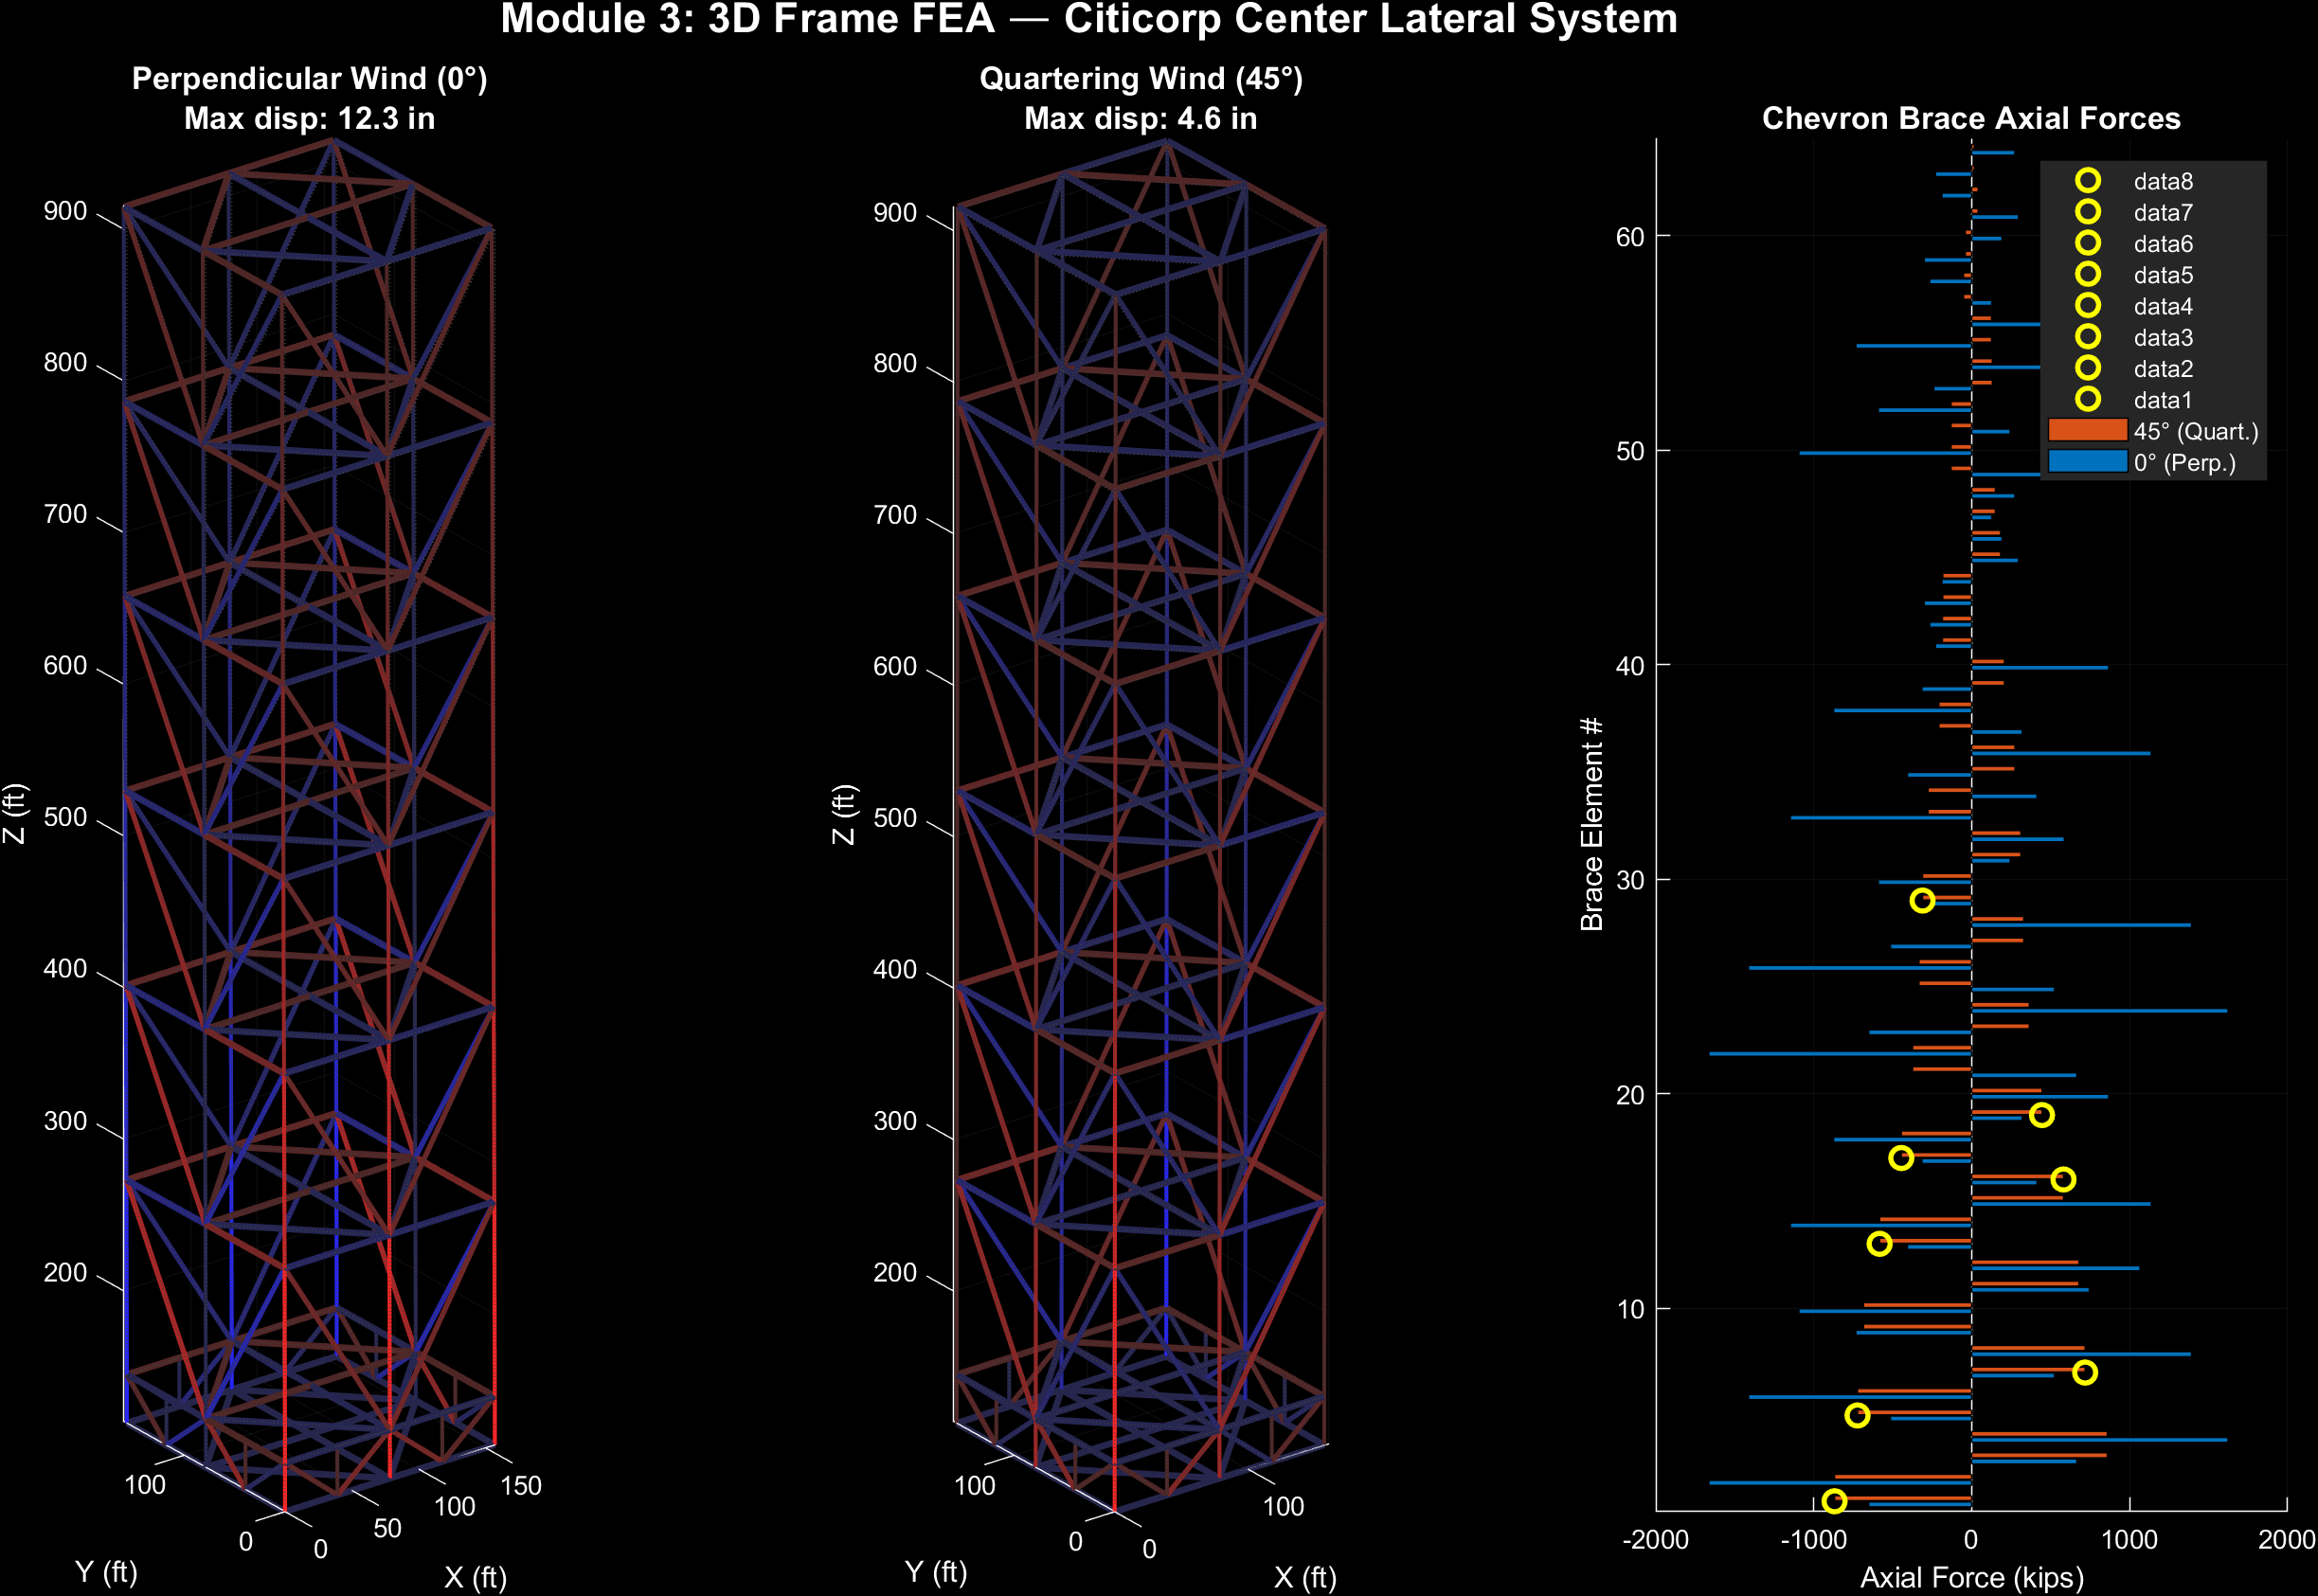 Module 3: 3D Frame FEA — Citicorp Center Lateral System
Perpendicular Wind (0°)
Max disp: 12.3 in
900
800
700
600
500
400
300
200
Z (ft)
100
0
Y (ft)
0
50
100
150
X (ft)
Quartering Wind (45°)
Max disp: 4.6 in
900
800
700
600
500
400
300
200
Z (ft)
100
0
Y (ft)
0
100
X (ft)
Chevron Brace Axial Forces
data8
data7
data6
data5
data4
data3
data2
data1
45° (Quart.)
0° (Perp.)
60
50
40
30
20
10
Brace Element #
-2000
-1000
0
1000
2000
Axial Force (kips)